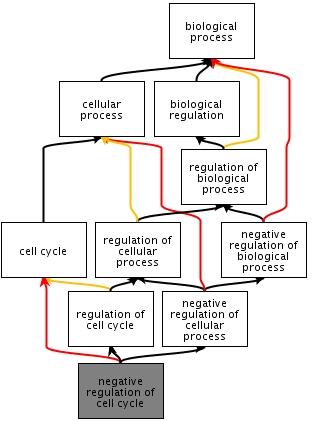 biological
process
cellular
process
biological
regulation
regulation of
biological
process
cell cycle
regulation of
cellular
process
negative
regulation of
biological
process
regulation of
cell cycle
negative
regulation of
cellular
process
negative
regulation of
cell cycle